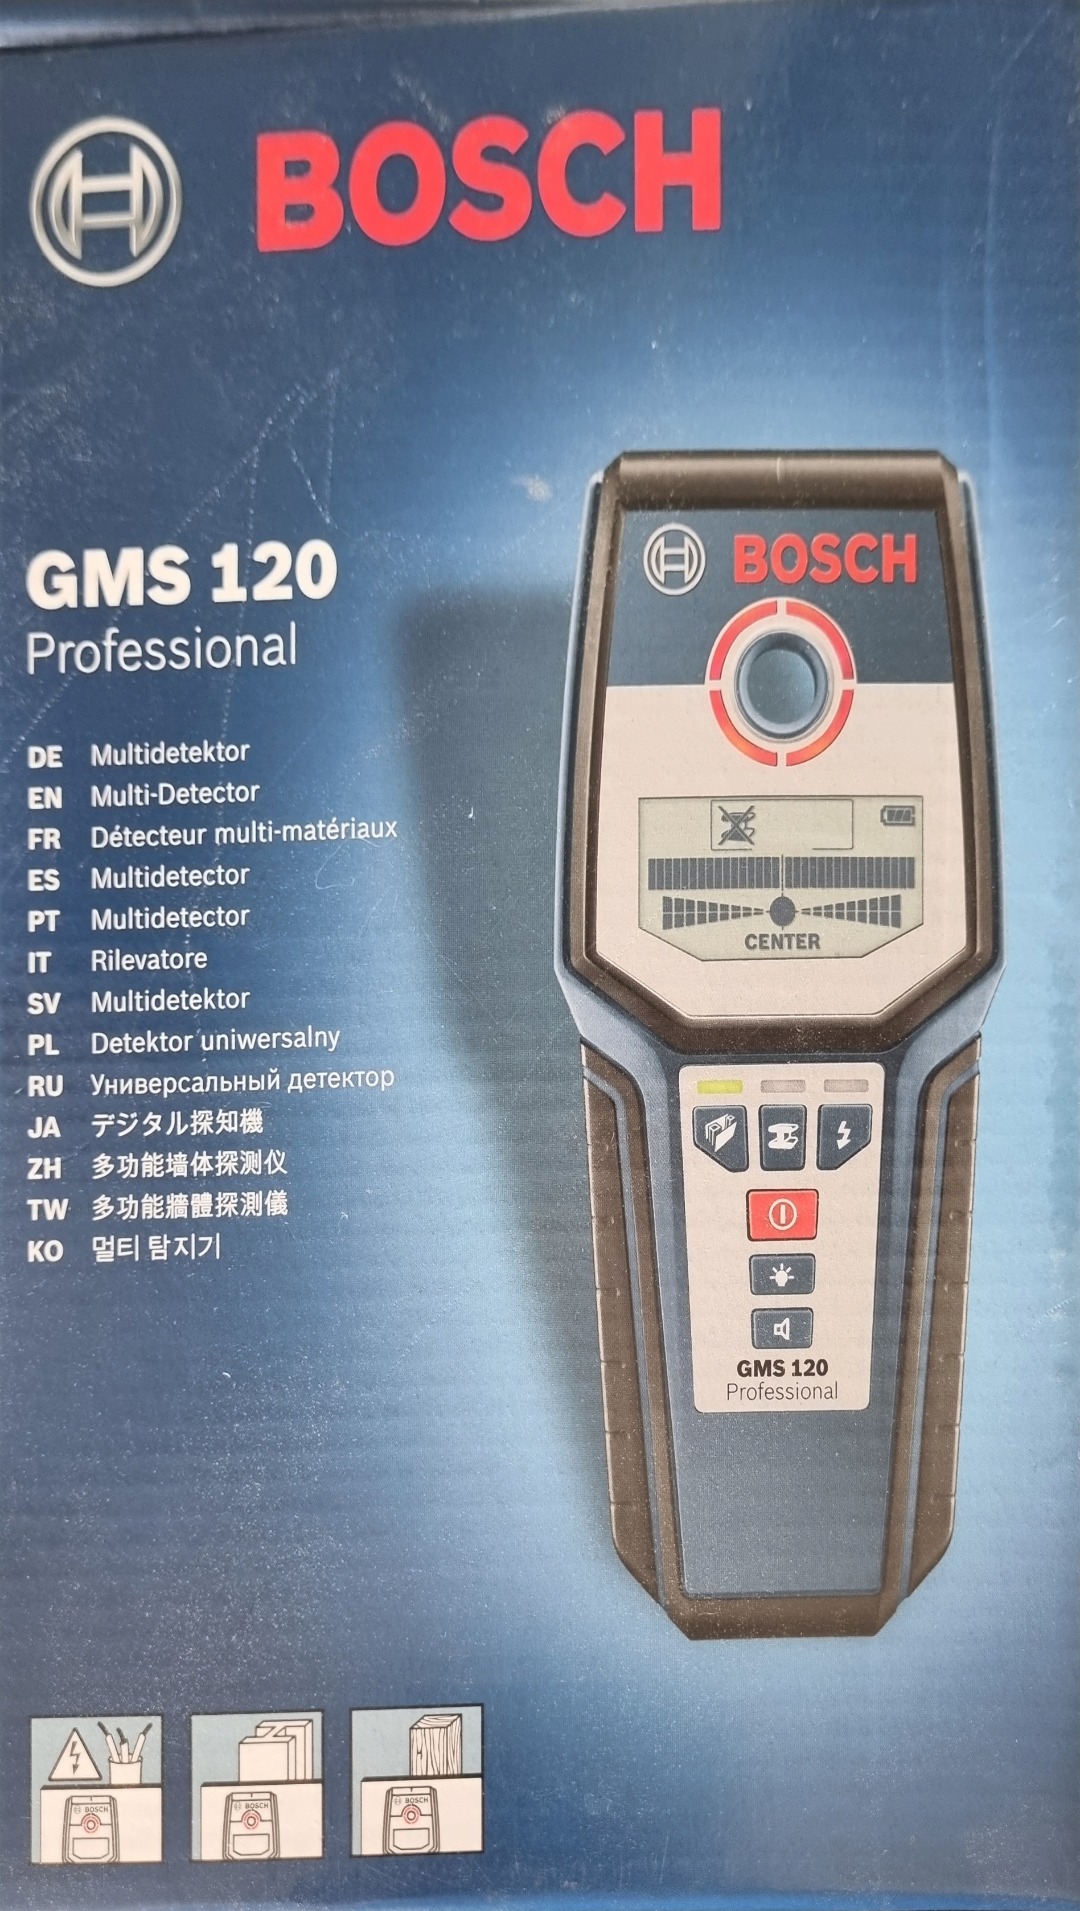 BOSCH
GMS 120
Professional
DE Multidetektor
EN Multi-Detector
FR Détecteur multi-matériaux
ES Multidetector
PT Multidetector
IT Rilevatore
SV Multidetektor
PL Detektor uniwersalny
RU Универсальный детектор
JA デジタル探知機
ZH 多功能墙体探测仪
TW 多功能牆體探測儀
KO 멀티 탐지기
BOSCH
CENTER
GMS 120
Professional
BOSCH
BOSCH
BOSCH